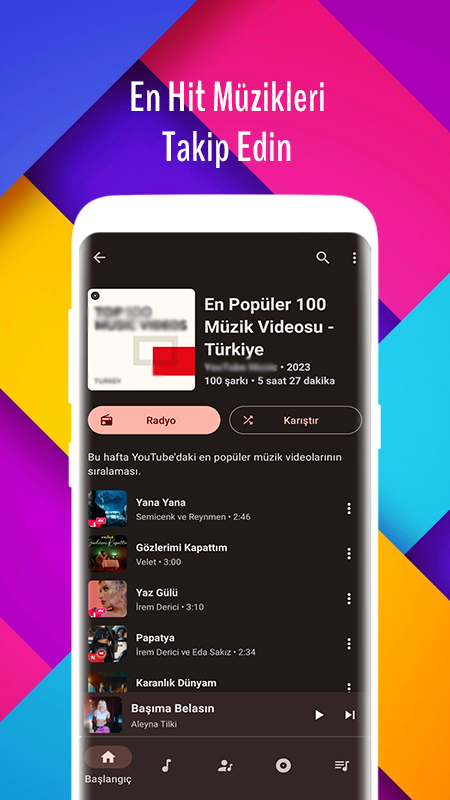 En Hit Müzikleri
Takip Edin
En Popüler 100
Müzik Videosu -
Türkiye
• 2023
100 şarkı • 5 saat 27 dakika
Radyo
Karıştır
Bu hafta YouTube'daki en popüler müzik videolarının
sıralaması.
Yana Yana
Semicenk ve Reynmen • 2:46
Gözlerimi Kapattım
Velet • 3:00
Yaz Gülü
İrem Derici • 3:10
Papatya
İrem Derici ve Eda Sakız • 2:34
Karanlık Dünyam
Başıma Belasın
Aleyna Tilki
Başlangıç